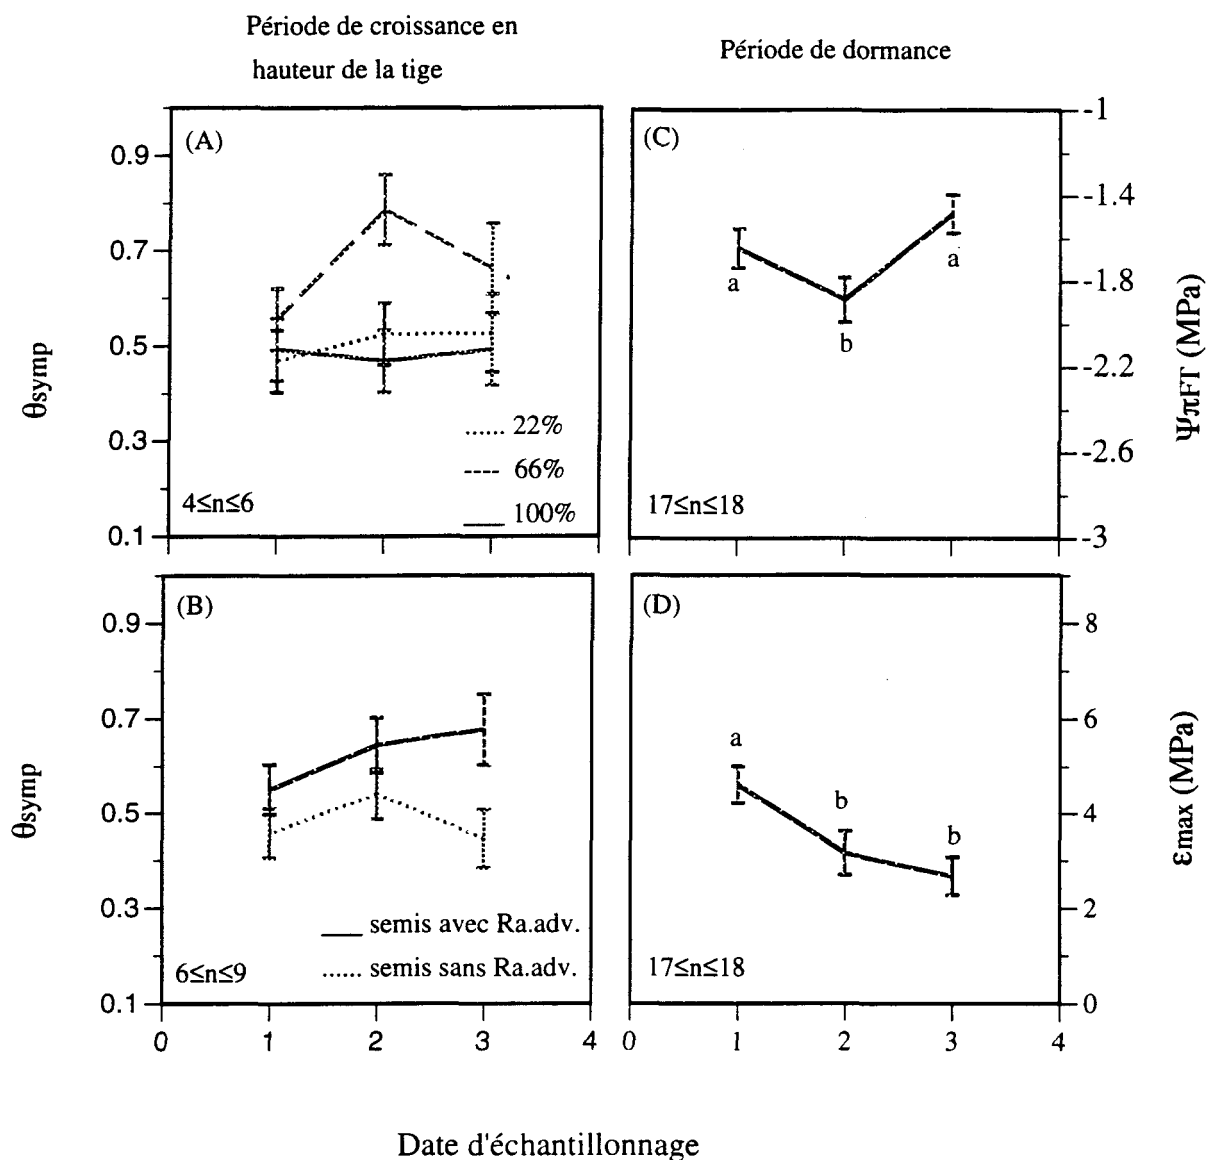 Période de croissance en
hauteur de la tige
Période de dormance
(A)
0.9
0.7
0.5
0.3
0.1
θsymp
22%
66%
100%
4≤n≤6
(C)
-1
-1.4
-1.8
-2.2
-2.6
-3
ΨπFT (MPa)
a
b
a
17≤n≤18
(B)
0.9
0.7
0.5
0.3
0.1
θsymp
semis avec Ra.adv.
semis sans Ra.adv.
6≤n≤9
0 1 2 3 4
(D)
8
6
4
2
0
εmax (MPa)
a
b
b
17≤n≤18
0 1 2 3 4
Date d'échantillonnage